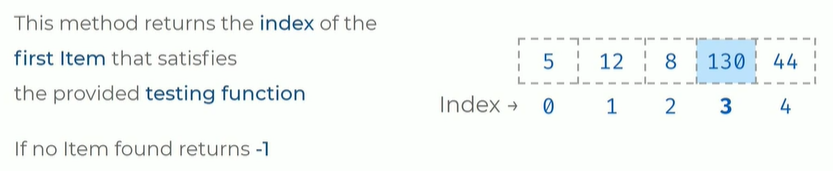 This method returns the index of the
first Item that satisfies
the provided testing function
If no Item found returns -1
5 12 8 130 44
Index → 0 1 2 3 4